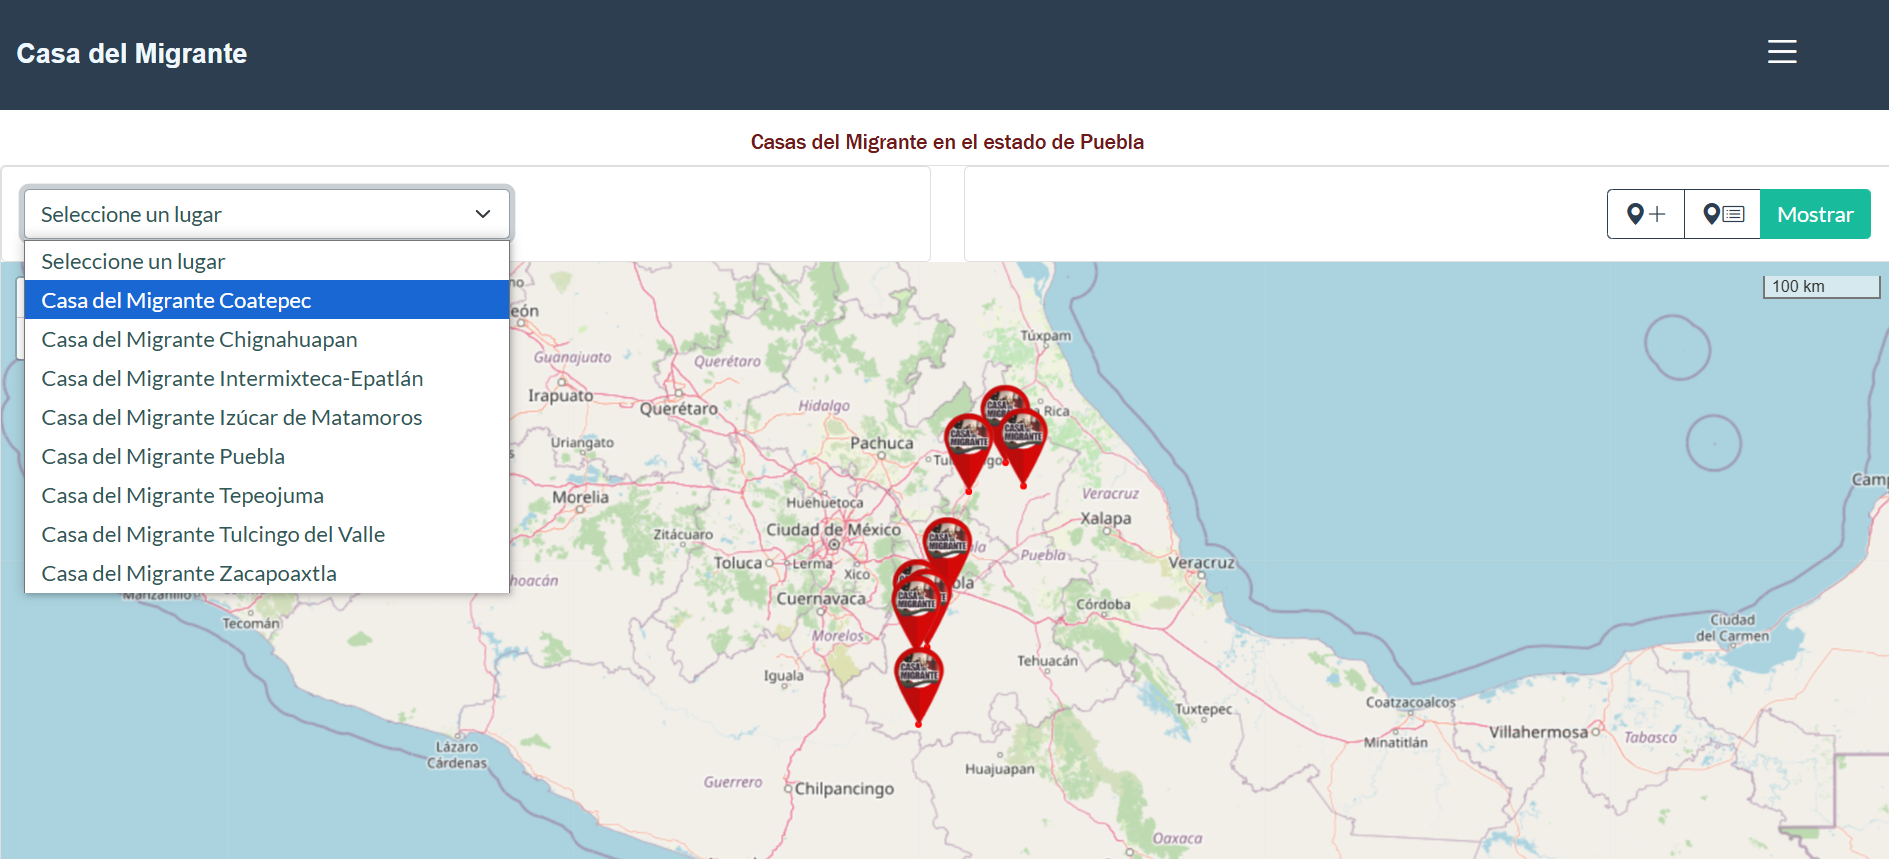 Casa del Migrante
Casas del Migrante en el estado de Puebla
Seleccione un lugar
Mostrar
Seleccione un lugar
Casa del Migrante Coatepec
Casa del Migrante Chignahuapan
Casa del Migrante Intermixteca-Epatlán
Casa del Migrante Izúcar de Matamoros
Casa del Migrante Puebla
Casa del Migrante Tepeojuma
Casa del Migrante Tulcingo del Valle
Casa del Migrante Zacapoaxtla
100 km
Túxpam
Guanajuato
Querétaro
Irapuato
Querétaro
Hidalgo
Rica
Uriangato
Pachuca
CASA
MIGRANTE
Morelia
Huehuetoca
Veracruz
Xalapa
Ciudad de México
Zitácuaro
Puebla
Toluca
Lerma
Xico
Veracruz
Cuernavaca
Córdoba
Tecomán
Morelos
Ciudad
del Carmen
Tehuacán
Iguala
Coatzacoalcos
Tuxtepec
Villahermosa
Tabasco
Minatitlán
Lázaro
Cárdenas
Huajuapan
Guerrero
Chilpancingo
Oaxaca